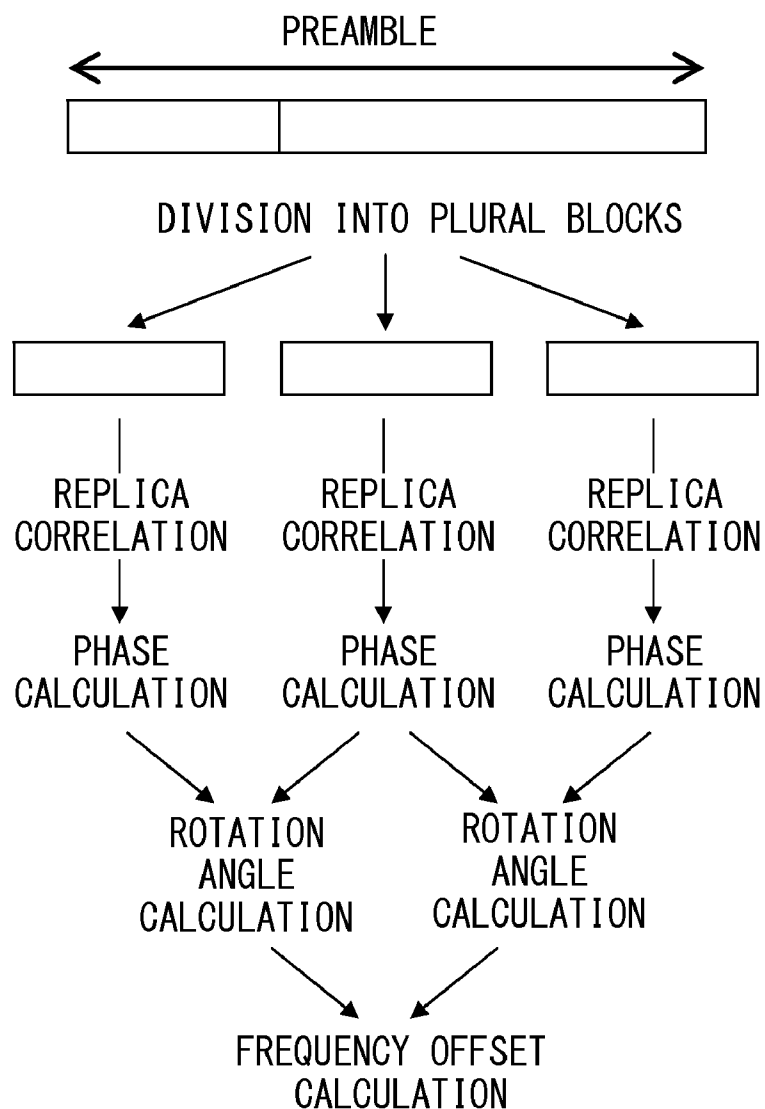 PREAMBLE
DIVISION INTO PLURAL BLOCKS
REPLICA CORRELATION
REPLICA CORRELATION
REPLICA CORRELATION
PHASE CALCULATION
PHASE CALCULATION
PHASE CALCULATION
ROTATION
ANGLE
CALCULATION
ROTATION
ANGLE
CALCULATION
FREQUENCY OFFSET
CALCULATION